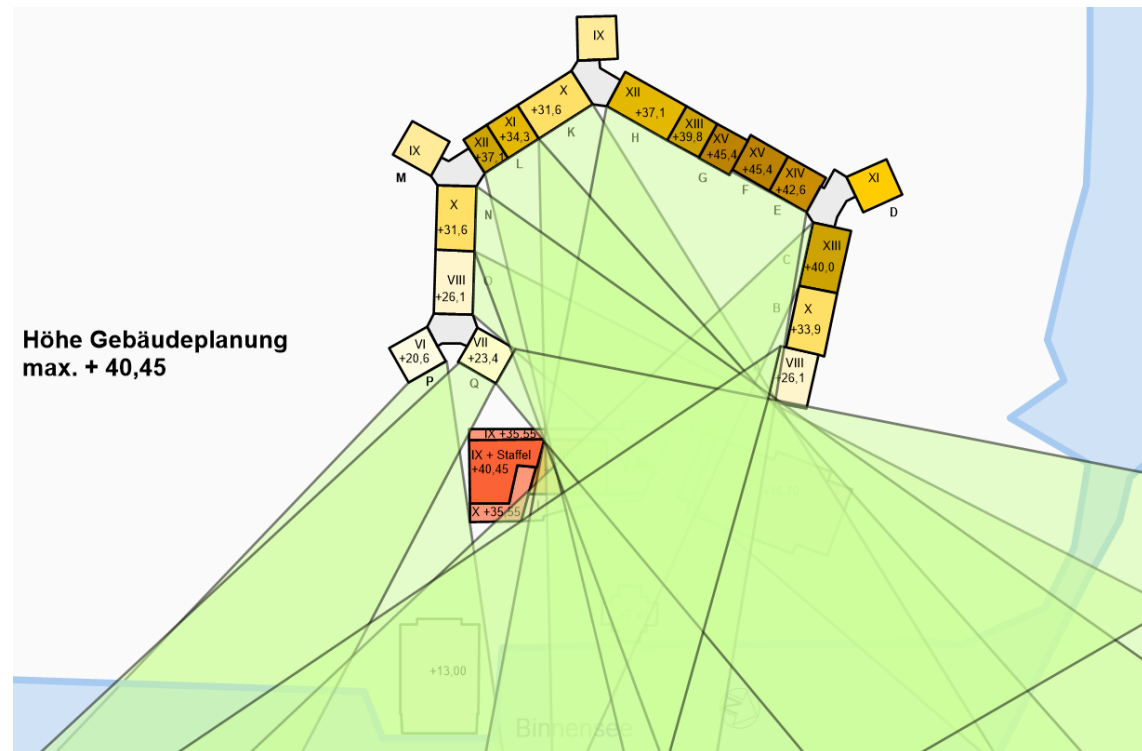 IX
X
+31,6
K
XI
+34,3
XII
+37,1
L
XII
+37,1
H
XIII
+39,8
XV
+45,4
G
XV
+45,4
F
XIV
+42,6
E
XI
D
IX
M
X
+31,6
N
VIII
+26,1
O
XIII
+40,0
C
X
+33,9
B
VIII
+26,1
Höhe Gebäudeplanung
max. + 40,45
VI
+20,6
P
VII
+23,4
Q
IX +35,55
IX + Staffel
+40,45
X +35,55
+13,00
Binnensee
N